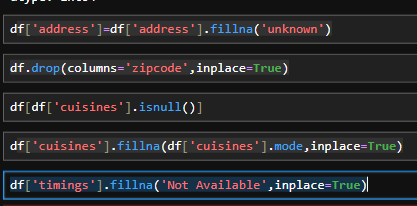 df['address']=df['address'].fillna('unknown')
df.drop(columns='zipcode',inplace=True)
df[df['cuisines'].isnull()]
df['cuisines'].fillna(df['cuisines'].mode,inplace=True)
df['timings'].fillna('Not Available',inplace=True)